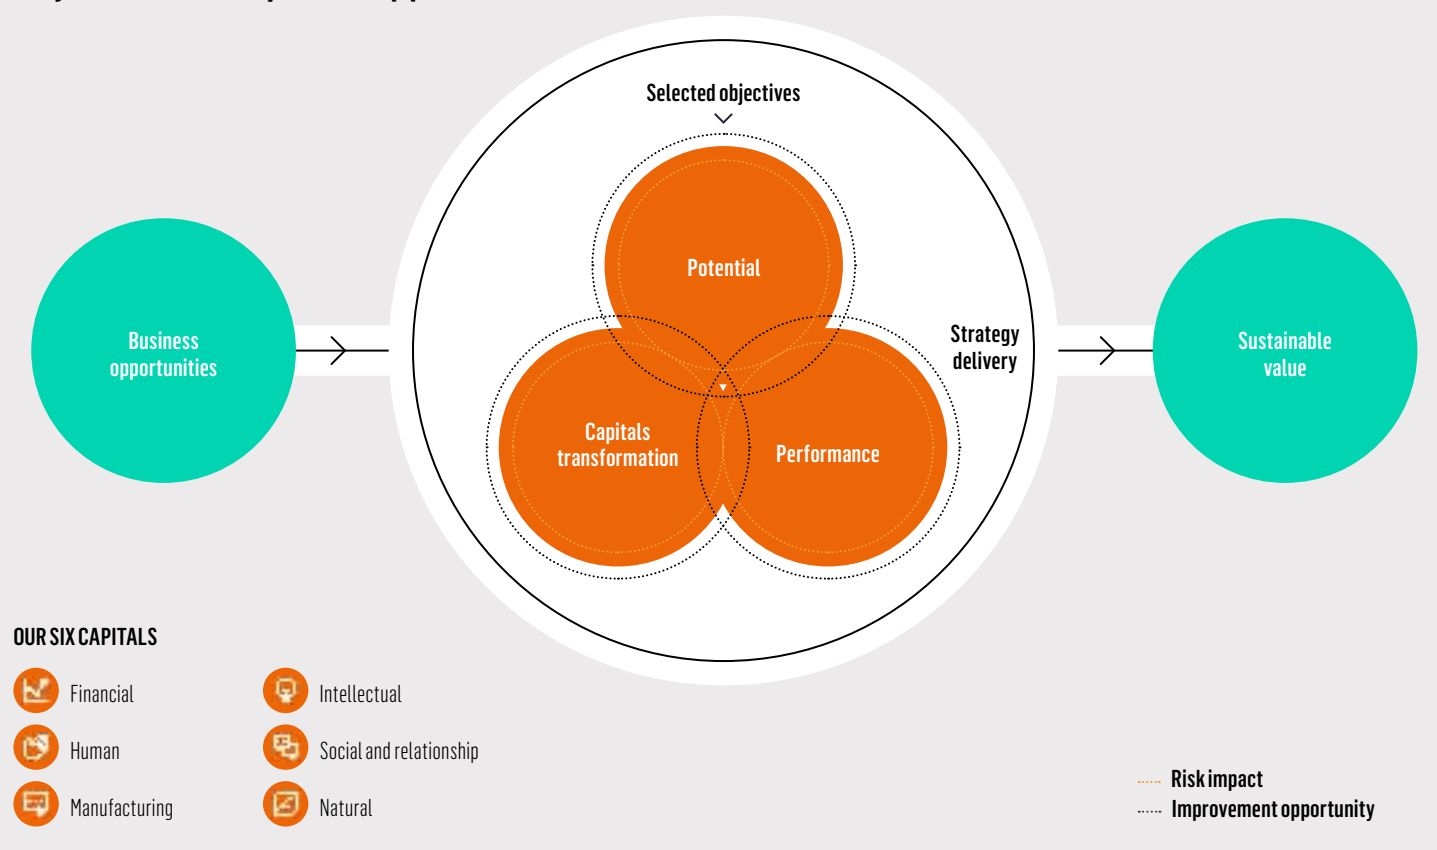 Selected objectives
Potential
Strategy
delivery
Business
opportunities
Sustainable
value
Capitals
transformation
Performance
OUR SIX CAPITALS
Financial
Intellectual
Human
Social and relationship
Manufacturing
Natural
Risk impact
Improvement opportunity